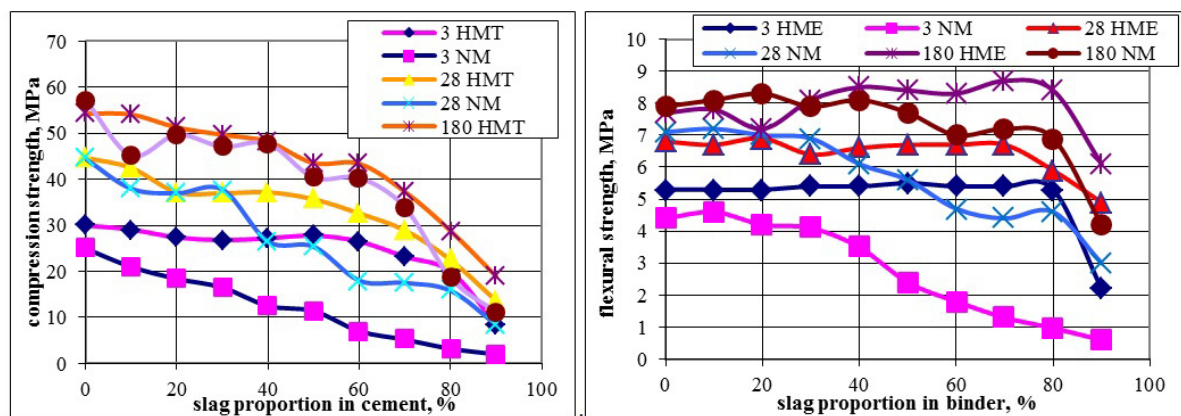 compression strength, MPa
70
60
50
40
30
20
10
0
0 20 40 60 80 100
slag proportion in cement, %
3 HMT
3 NM
28 HMT
28 NM
180 HMT
flexural strength, MPa
10
9
8
7
6
5
4
3
2
1
0
0 20 40 60 80 100
slag proportion in binder, %
3 HME 3 NM 28 HME
28 NM 180 HME 180 NM